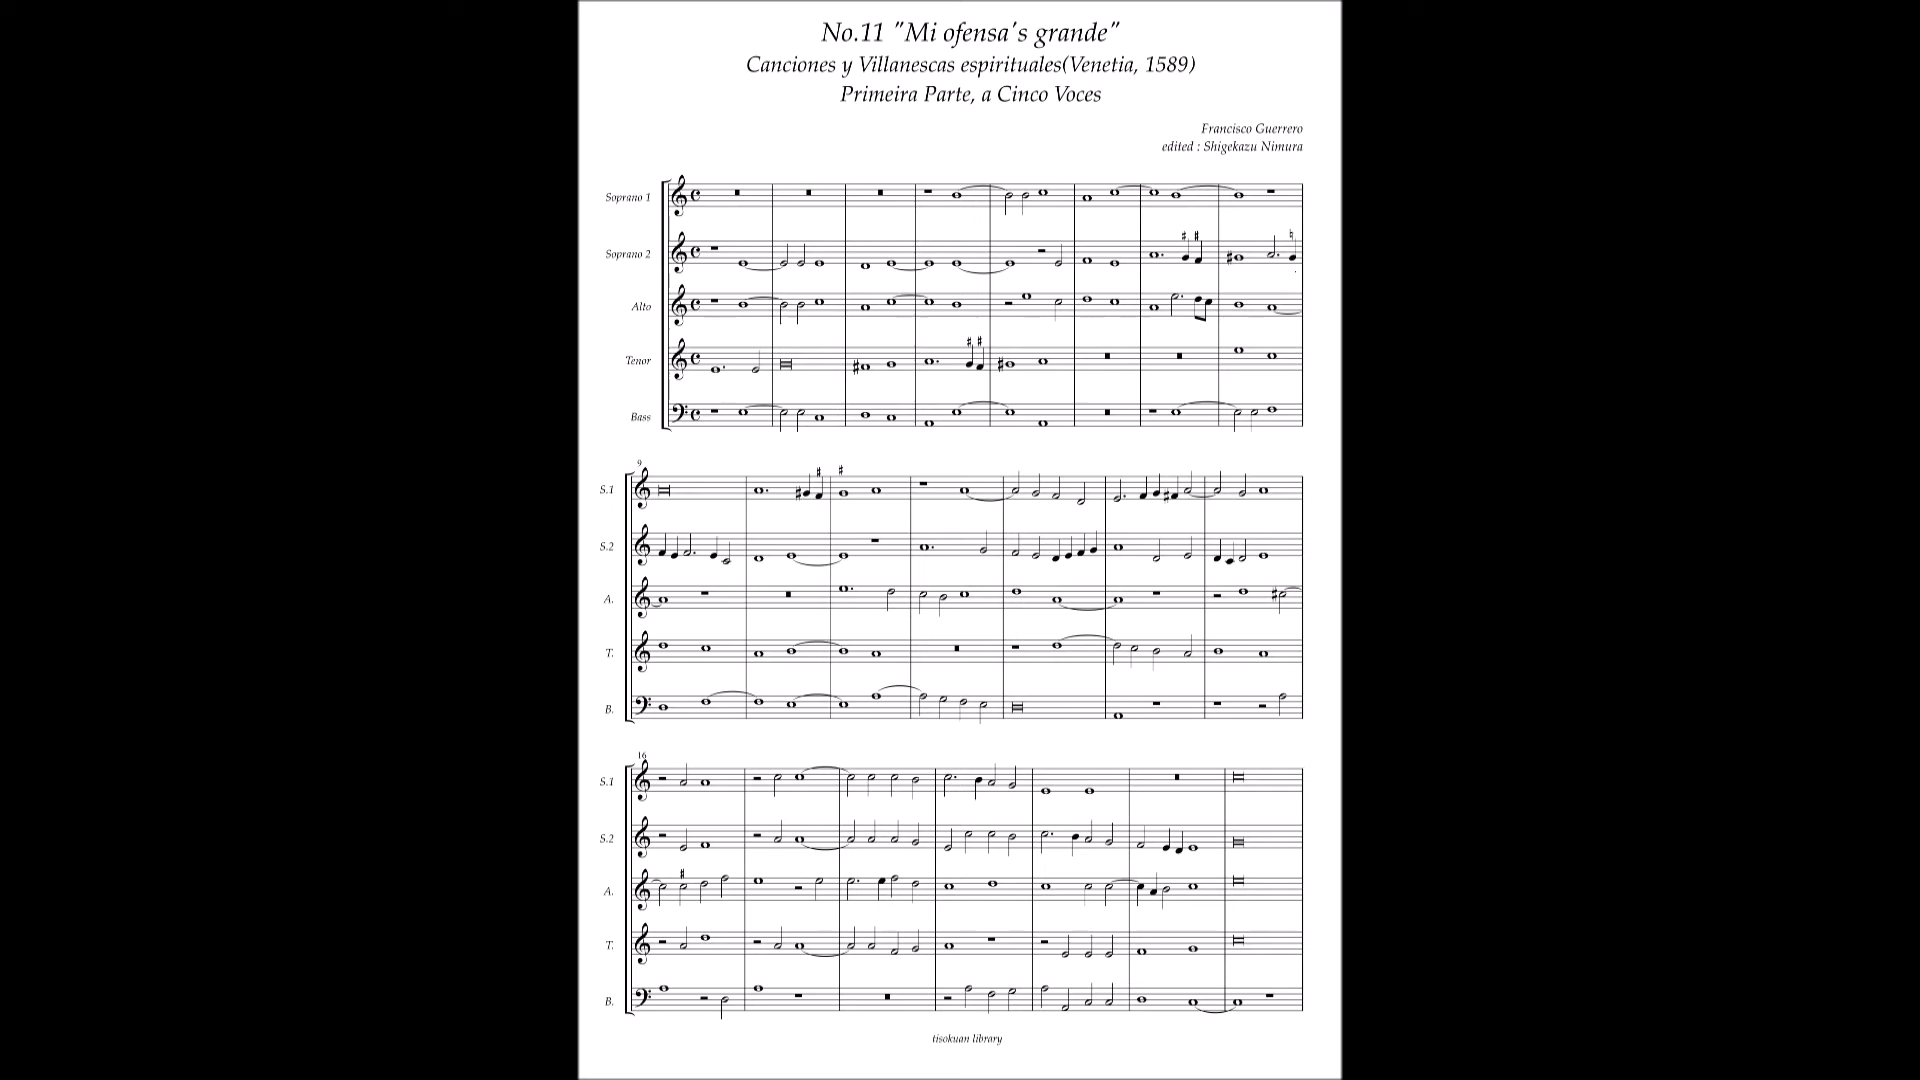 No.11 "Mi ofensa's grande"
Canciones y Villanescas espirituales(Venetia, 1589)
Primeira Parte, a Cinco Voces
Francisco Guerrero
edited : Shigekazu Nimura
Soprano 1
Soprano 2
Alto
Tenor
Bass
9
S.1
S.2
A.
T.
B.
16
S.1
S.2
A.
T.
B.
tisokuan library